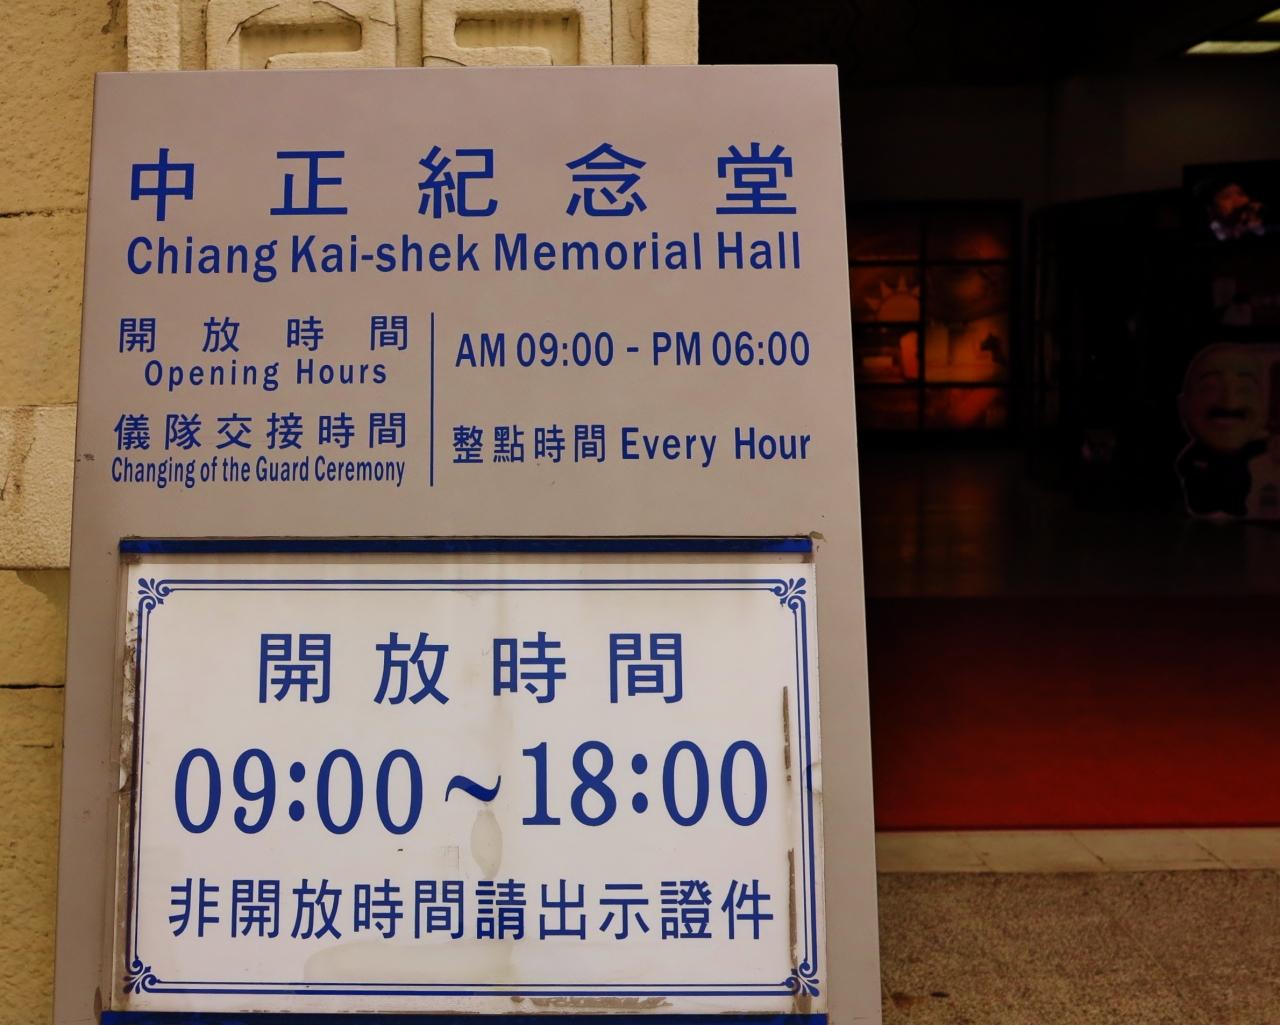 中正紀念堂
Chiang Kai-shek Memorial Hall
開放時間
Opening Hours
AM 09:00 - PM 06:00
儀隊交接時間
Changing of the Guard Ceremony
整點時間 Every Hour
開放時間
09:00~18:00
非開放時間請出示證件